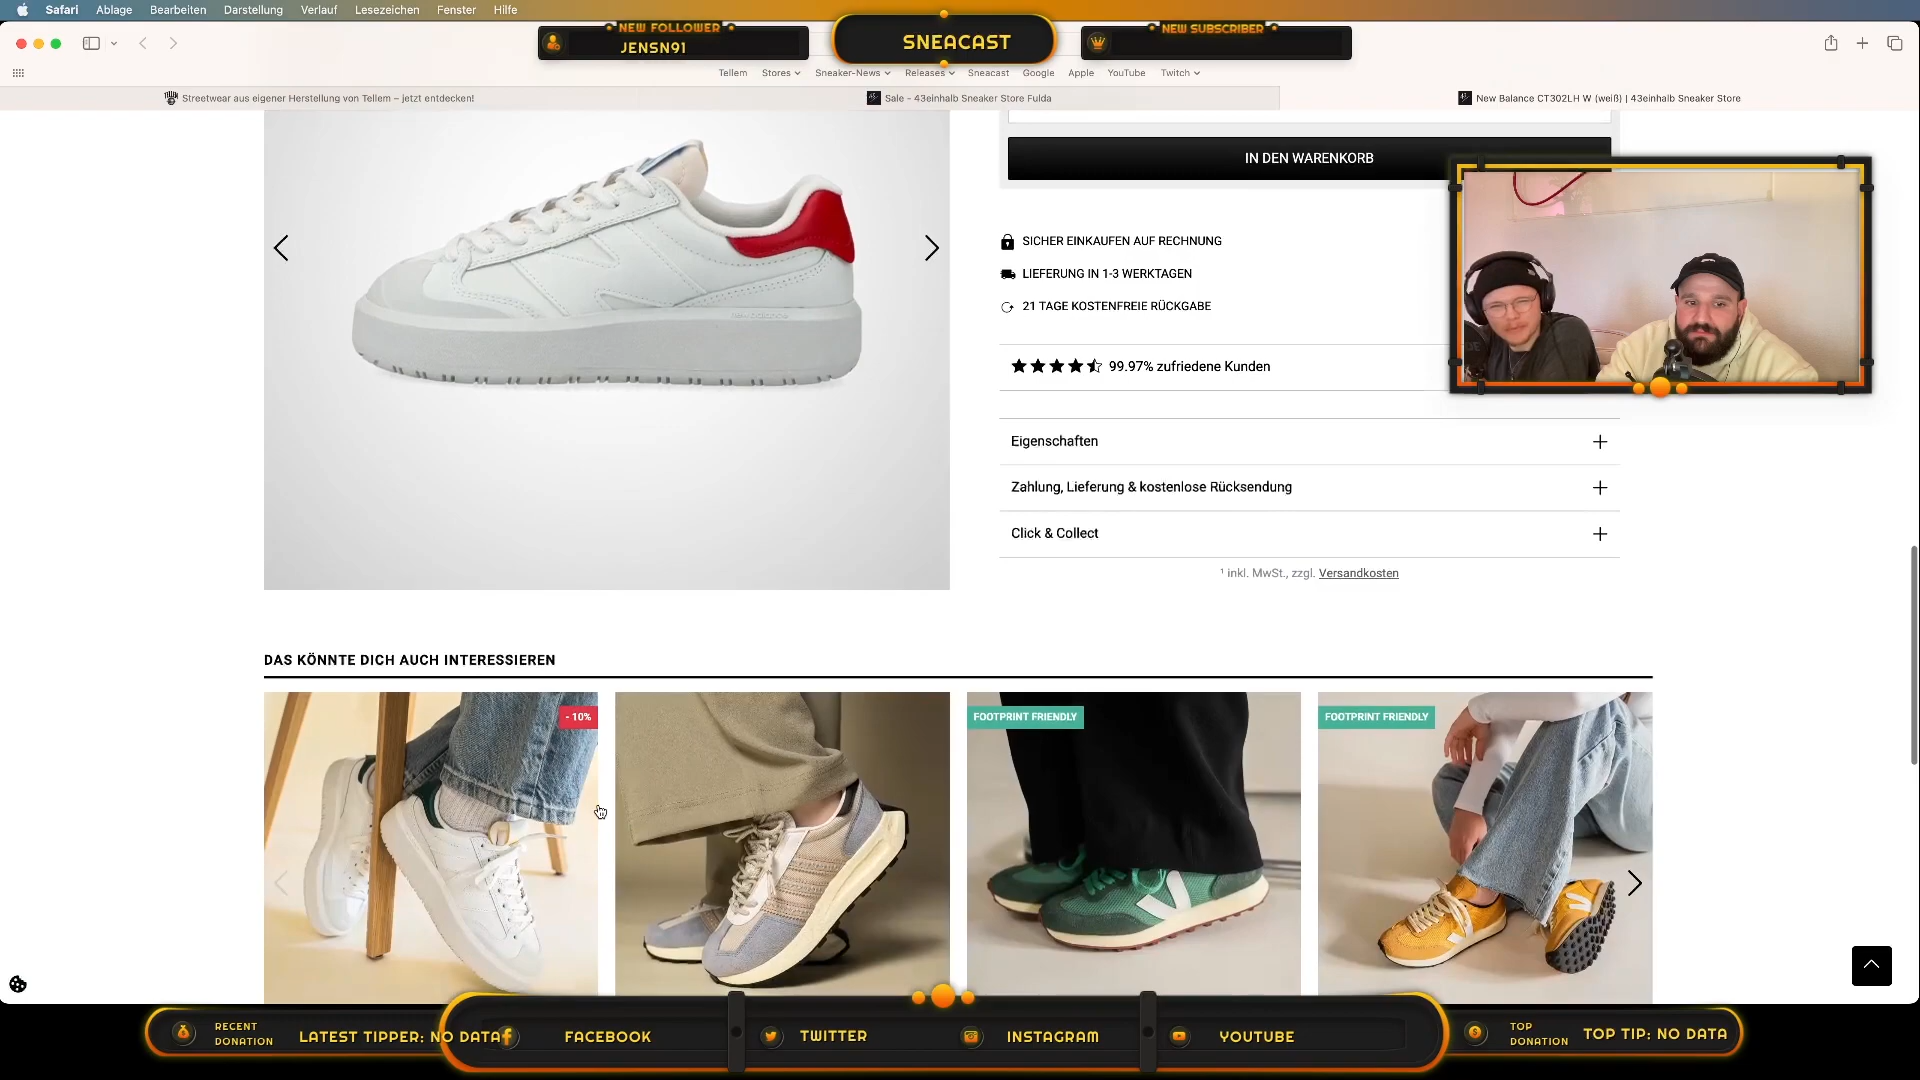 Safari Ablage Bearbeiten Darstellung Verlauf Lesezeichen Fenster Hilfe
NEW FOLLOWER
JENSN91
SNEACAST
NEW SUBSCRIBER
Tellem Stores Sneaker-News Releases Sneacast Google Apple YouTube Twitch
Streetwear aus eigener Herstellung von Tellem – jetzt entdecken!
Sale - 43einhalb Sneaker Store Fulda
New Balance CT302LH W (weiß) | 43einhalb Sneaker Store
IN DEN WARENKORB
SICHER EINKAUFEN AUF RECHNUNG
LIEFERUNG IN 1-3 WERKTAGEN
21 TAGE KOSTENFREIE RÜCKGABE
99.97% zufriedene Kunden
Eigenschaften
Zahlung, Lieferung & kostenlose Rücksendung
Click & Collect
¹ inkl. MwSt., zzgl. Versandkosten
DAS KÖNNTE DICH AUCH INTERESSIEREN
- 10%
FOOTPRINT FRIENDLY
FOOTPRINT FRIENDLY
RECENT
DONATION
LATEST TIPPER: NO DATA
FACEBOOK
TWITTER
INSTAGRAM
YOUTUBE
TOP
DONATION
TOP TIP: NO DATA